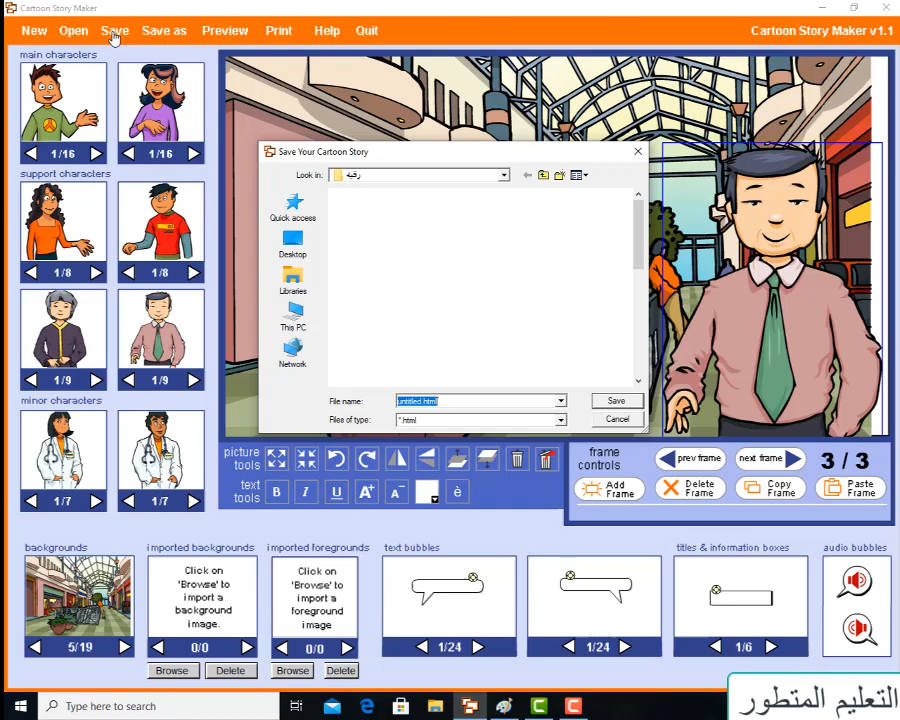 Cartoon Story Maker
New Open Save Save as Preview Print Help Quit Cartoon Story Maker v1.1
main characters
1/16 1/16
support characters
1/8 1/8
1/9 1/9
minor characters
1/7 1/7
Save Your Cartoon Story
Look in: رقيه
Quick access
Desktop
Libraries
This PC
Network
File name: untitled.html Save
Files of type: *.html Cancel
picture tools
text tools
B I U A+ A- è
frame controls
prev frame next frame 3 / 3
Add Frame Delete Frame Copy Frame Paste Frame
backgrounds imported backgrounds imported foregrounds text bubbles titles & information boxes audio bubbles
Click on 'Browse' to import a background image.
Click on 'Browse' to import a foreground image
5/19 0/0 0/0 1/24 1/24 1/6
Browse Delete Browse Delete
Type here to search
التعليم المتطور